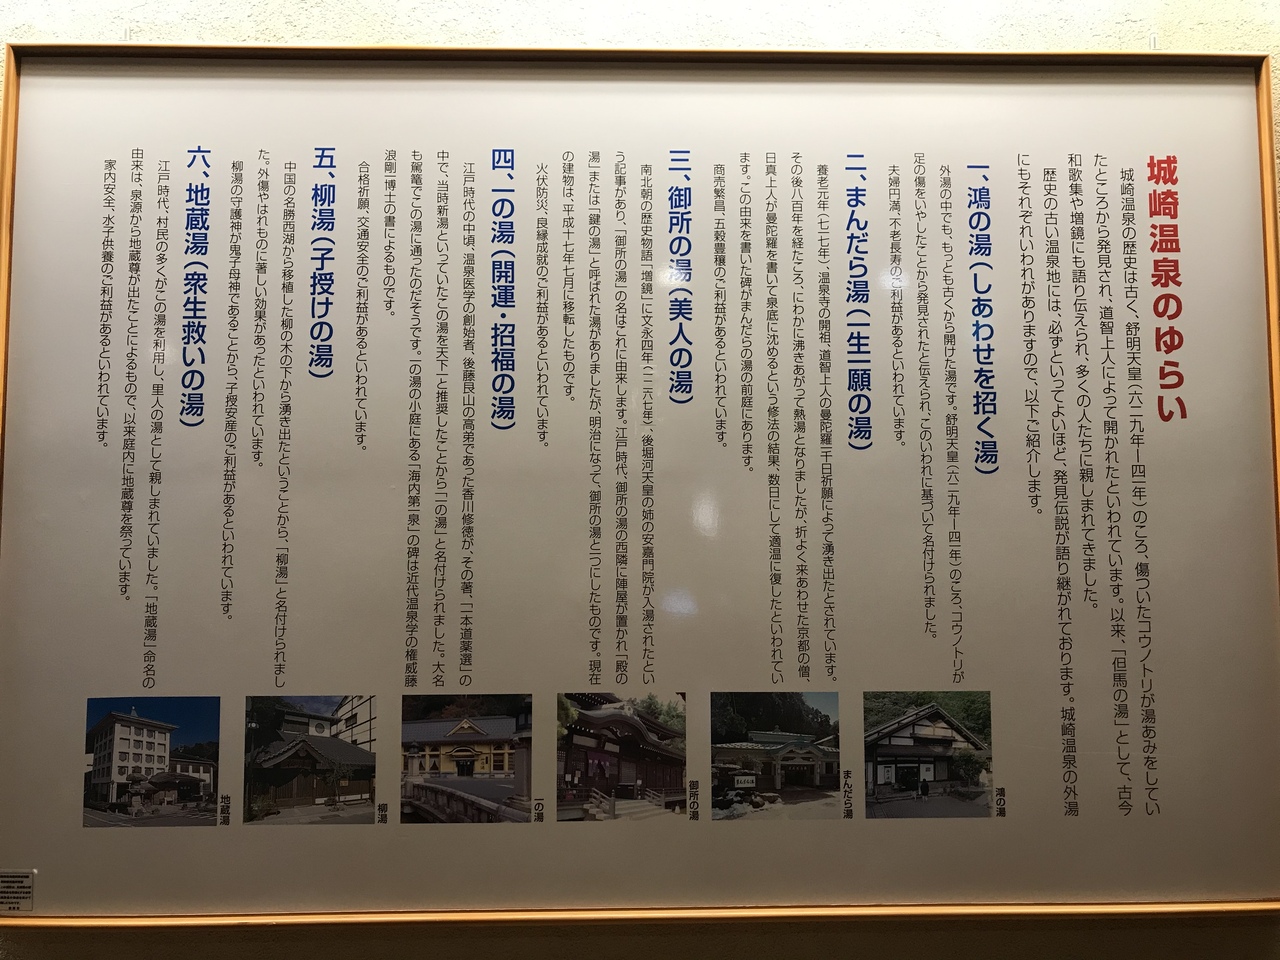 城崎温泉のゆらい
城崎温泉の歴史は古く、舒明天皇(六二九年ー四一年)のころ、傷ついたコウノトリが湯あみをしてい
たところから発見され、道智上人によって開かれたといわれています。以来、「但馬の湯」として、古今
和歌集や増鏡にも語り伝えられ、多くの人たちに親しまれてきました。
歴史の古い温泉地には、必ずといってよいほど、発見伝説が語り継がれております。城崎温泉の外湯
にもそれぞれいわれがありますので、以下ご紹介します。
一、鴻の湯(しあわせを招く湯)
外湯の中でも、もっとも古くから開けた湯です。舒明天皇(六二九年ー四一年)のころ、コウノトリが
足の傷をいやしたことから発見されたと伝えられ、このいわれに基づいて名付けられました。
夫婦円満、不老長寿のご利益があるといわれています。
二、まんだら湯(一生一願の湯)
養老元年(七一七年)、温泉寺の開祖、道智上人の曼陀羅一千日祈願によって湧き出たとされています。
その後八百年を経たころ、にわかに沸きあがって熱湯となりましたが、折よく来あわせた京都の僧、
日真上人が曼陀羅を書いて泉底に沈めるという修法の結果、数日にして適温に復したといわれてい
ます。この由来を書いた碑がまんだらの湯の前庭にあります。
商売繁昌、五穀豊穣のご利益があるといわれています。
三、御所の湯(美人の湯)
南北朝の歴史物語「増鏡」に文永四年(一二六七年)、後堀河天皇の姉の安嘉門院が入湯されたとい
う記事があり、「御所の湯」の名はこれに由来します。江戸時代、御所の湯の西隣に陣屋が置かれ「殿の
湯」または「鍵の湯」と呼ばれた湯がありましたが、明治になって、御所の湯と一つにしたものです。現在
の建物は、平成十七年七月に移転したものです。
火伏防災、良縁成就のご利益があるといわれています。
四、一の湯(開運・招福の湯)
江戸時代の中頃、温泉医学の創始者、後藤艮山の高弟であった香川修徳が、その著、「一本道薬選」の
中で、当時新湯といっていたこの湯を天下一と推奨したことから「一の湯」と名付けられました。大名
も駕篭でこの湯に通ったのだそうです。一の湯の小庭にある「海内第一泉」の碑は近代温泉学の権威藤
浪剛一博士の書によるものです。
合格祈願、交通安全のご利益があるといわれています。
五、柳湯(子授けの湯)
中国の名勝西湖から移植した柳の木の下から湧き出たということから、「柳湯」と名付けられまし
た。外傷やはれものに著しい効果があったといわれています。
柳湯の守護神が鬼子母神であることから、子授安産のご利益があるといわれています。
六、地蔵湯(衆生救いの湯)
江戸時代、村民の多くがこの湯を利用し、里人の湯として親しまれていました。「地蔵湯」命名の
由来は、泉源から地蔵尊が出たことによるもので、以来庭内に地蔵尊を祭っています。
家内安全、水子供養のご利益があるといわれています。
鴻の湯
まんだら湯
御所の湯
一の湯
柳湯
地蔵湯